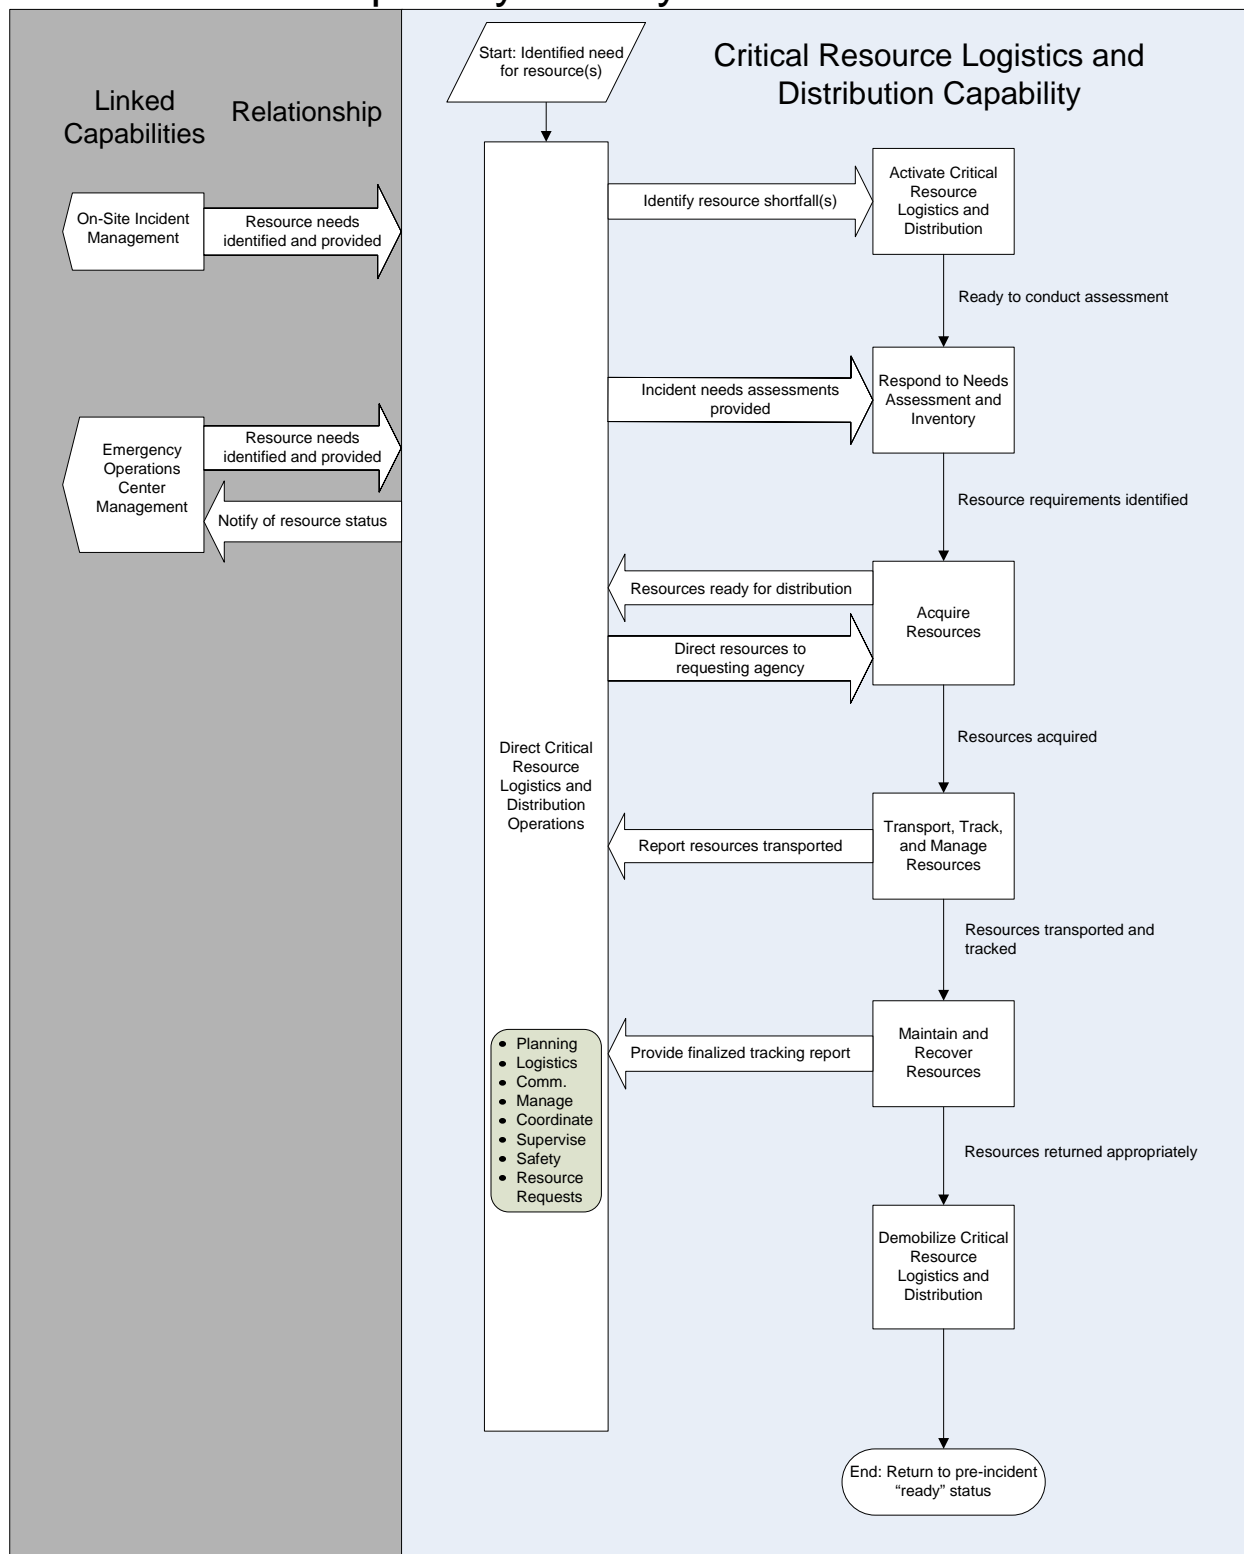 Linked
Capabilities
Relationship
Critical Resource Logistics and
Distribution Capability
Start: Identified need
for resource(s)
On-Site Incident
Management
Resource needs
identified and provided
Emergency
Operations
Center
Management
Resource needs
identified and provided
Notify of resource status
Direct Critical
Resource
Logistics and
Distribution
Operations
• Planning
• Logistics
• Comm.
• Manage
• Coordinate
• Supervise
• Safety
• Resource
Requests
Identify resource shortfall(s)
Activate Critical
Resource
Logistics and
Distribution
Ready to conduct assessment
Incident needs assessments
provided
Respond to Needs
Assessment and
Inventory
Resource requirements identified
Resources ready for distribution
Direct resources to
requesting agency
Acquire
Resources
Resources acquired
Report resources transported
Transport, Track,
and Manage
Resources
Resources transported and
tracked
Provide finalized tracking report
Maintain and
Recover
Resources
Resources returned appropriately
Demobilize Critical
Resource
Logistics and
Distribution
End: Return to pre-incident
“ready” status